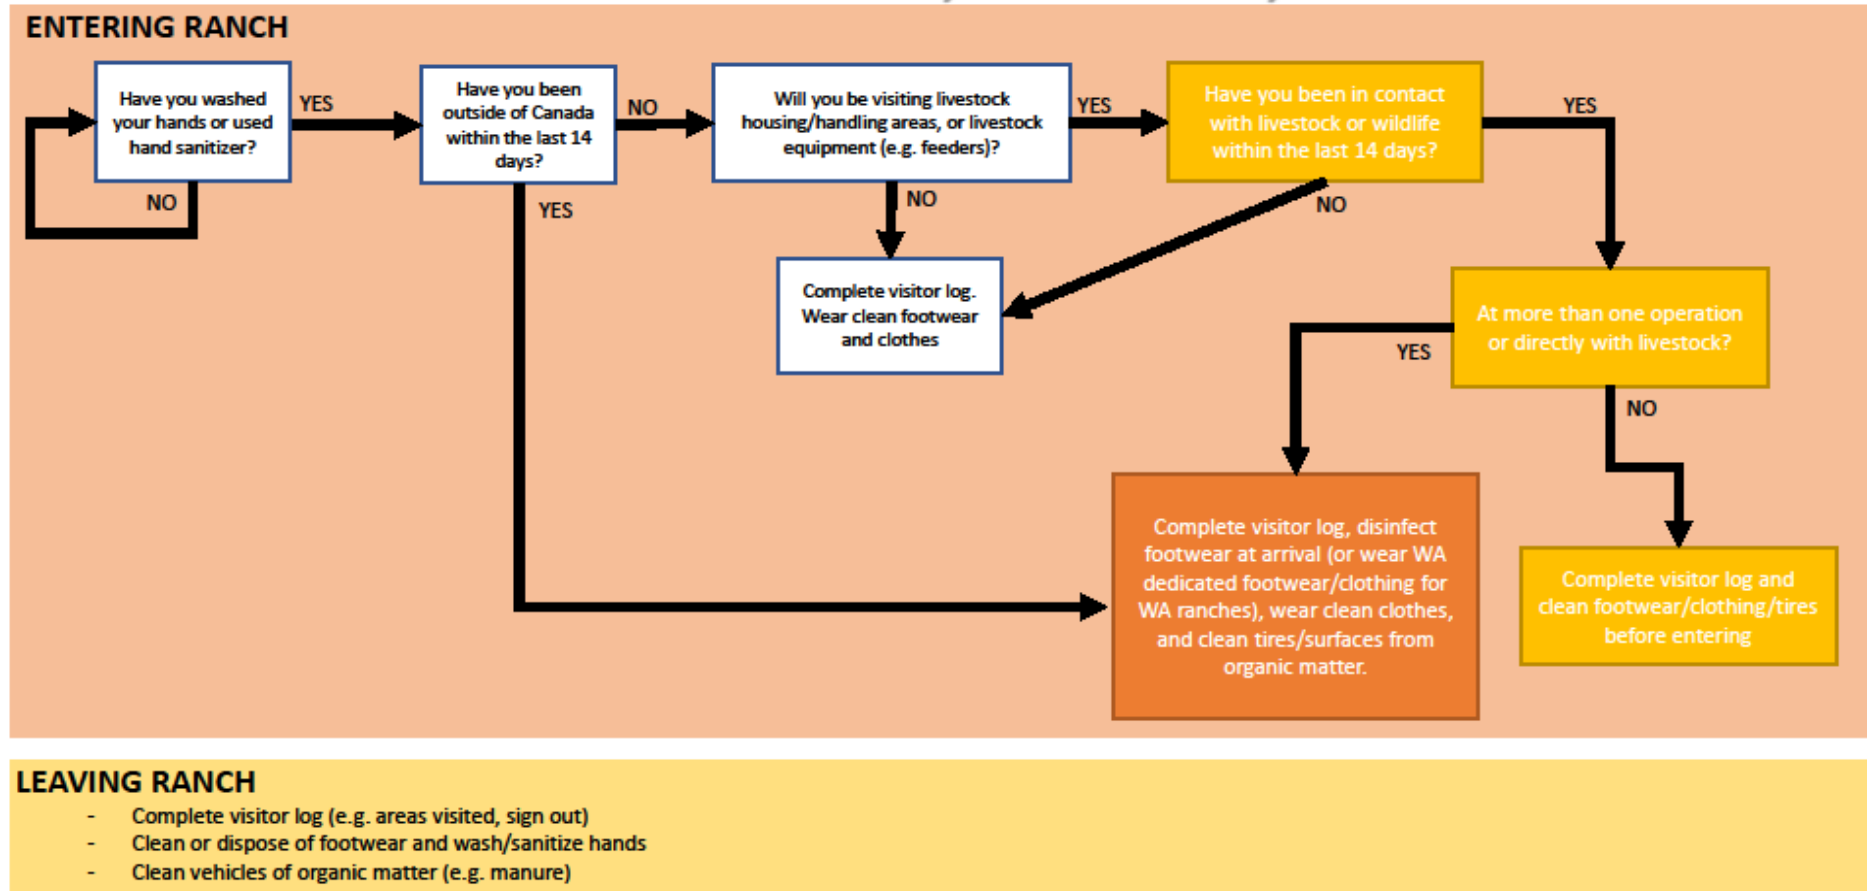 ENTERING RANCH
Have you washed
your hands or used
hand sanitizer?
YES
NO
Have you been
outside of Canada
within the last 14
days?
NO
YES
Will you be visiting livestock
housing/handling areas, or livestock
equipment (e.g. feeders)?
YES
NO
Have you been in contact
with livestock or wildlife
within the last 14 days?
YES
NO
Complete visitor log.
Wear clean footwear
and clothes
At more than one operation
or directly with livestock?
YES
NO
Complete visitor log, disinfect
footwear at arrival (or wear WA
dedicated footwear/clothing for
WA ranches), wear clean clothes,
and clean tires/surfaces from
organic matter.
Complete visitor log and
clean footwear/clothing/tires
before entering
LEAVING RANCH
- Complete visitor log (e.g. areas visited, sign out)
- Clean or dispose of footwear and wash/sanitize hands
- Clean vehicles of organic matter (e.g. manure)